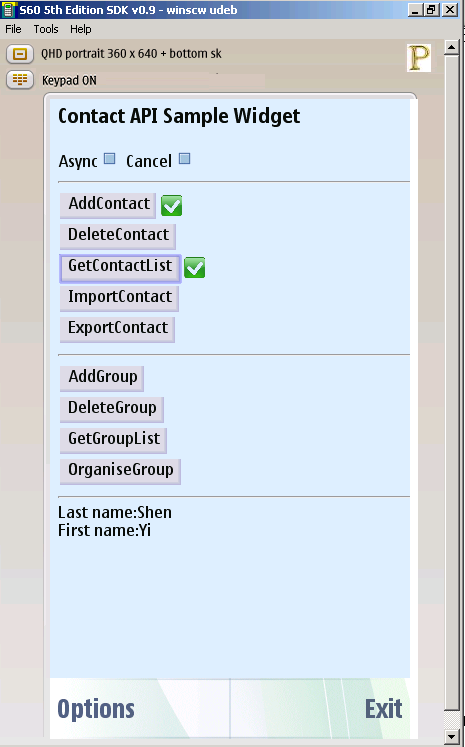 S60 5th Edition SDK v0.9 - winscw udeb
File Tools Help
QHD portrait 360 x 640 + bottom sk
P
Keypad ON
Contact API Sample Widget
Async Cancel
AddContact
DeleteContact
GetContactList
ImportContact
ExportContact
AddGroup
DeleteGroup
GetGroupList
OrganiseGroup
Last name:Shen
First name:Yi
Options Exit